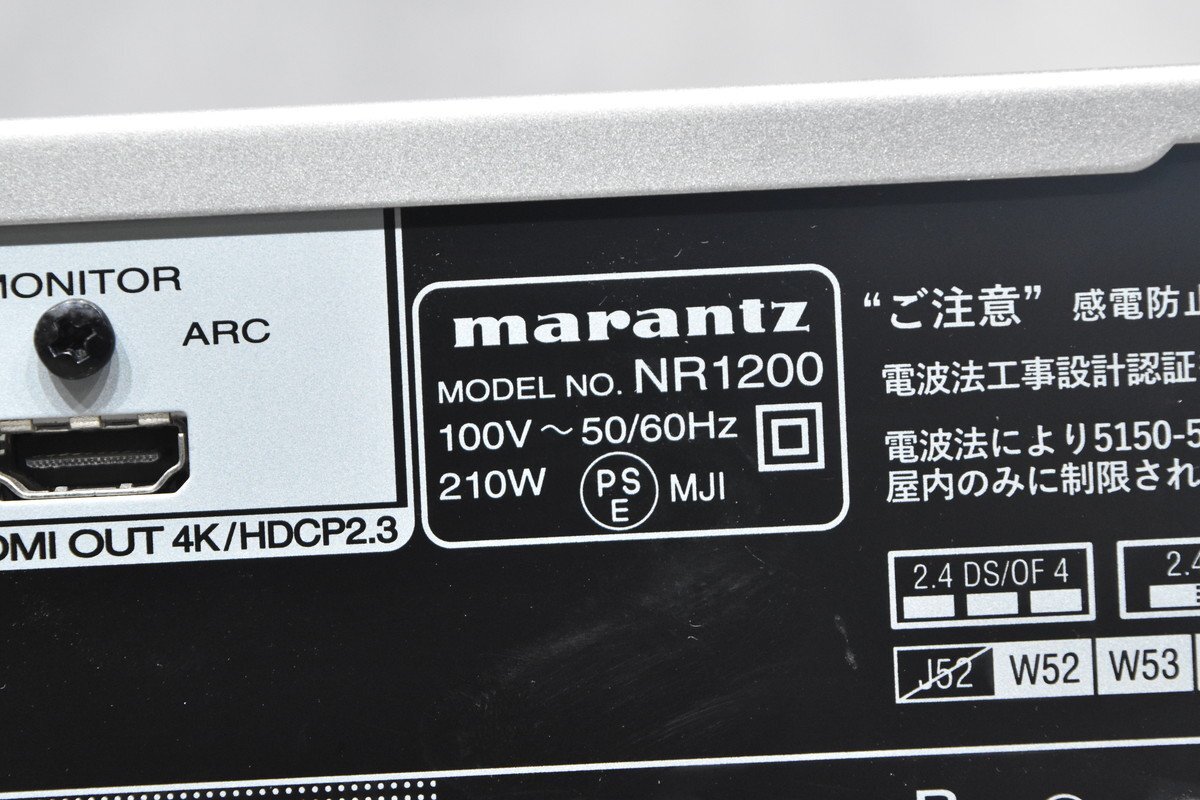 MONITOR
ARC
HDMI OUT 4K/HDCP2.3
marantz
MODEL NO. NR1200
100V ~ 50/60Hz
210W PSE MJI
“ご注意” 感電防止
電波法工事設計認証
電波法により5150-5
屋内のみに制限され
2.4 DS/OF 4
2.4
J52 W52 W53